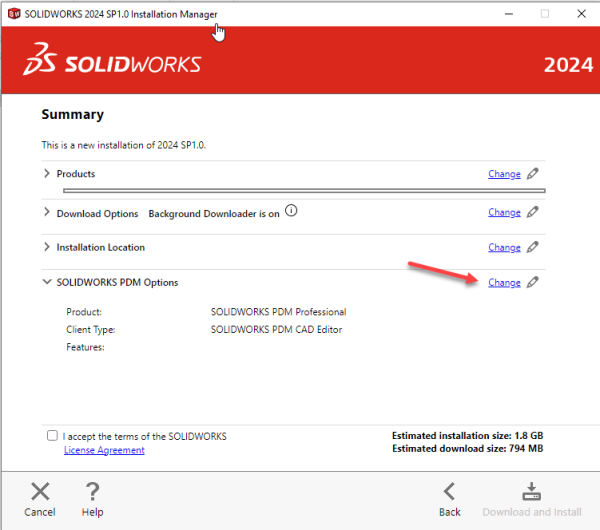 SOLIDWORKS 2024 SP1.0 Installation Manager
SOLIDWORKS 2024
Summary
This is a new installation of 2024 SP1.0.
Products Change
Download Options Background Downloader is on Change
Installation Location Change
SOLIDWORKS PDM Options Change
Product: SOLIDWORKS PDM Professional
Client Type: SOLIDWORKS PDM CAD Editor
Features:
I accept the terms of the SOLIDWORKS Estimated installation size: 1.8 GB
License Agreement Estimated download size: 794 MB
Cancel Help Back Download and Install